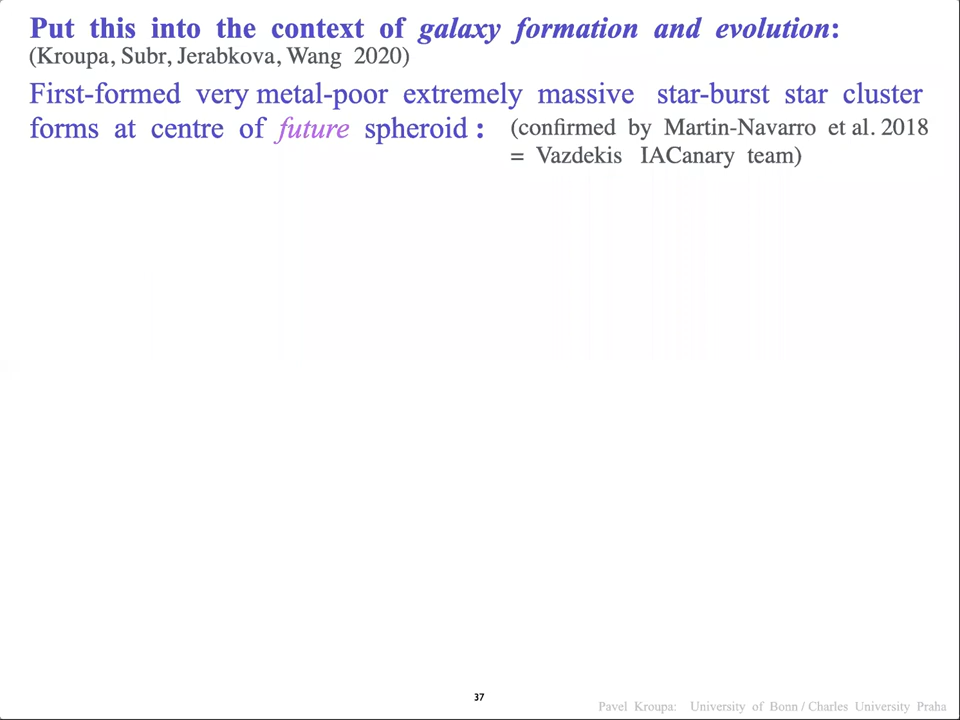 Put this into the context of galaxy formation and evolution:
(Kroupa, Subr, Jerabkova, Wang 2020)
First-formed very metal-poor extremely massive star-burst star cluster
forms at centre of future spheroid :
(confirmed by Martin-Navarro et al. 2018
= Vazdekis IACanary team)
37
Pavel Kroupa: University of Bonn / Charles University Praha